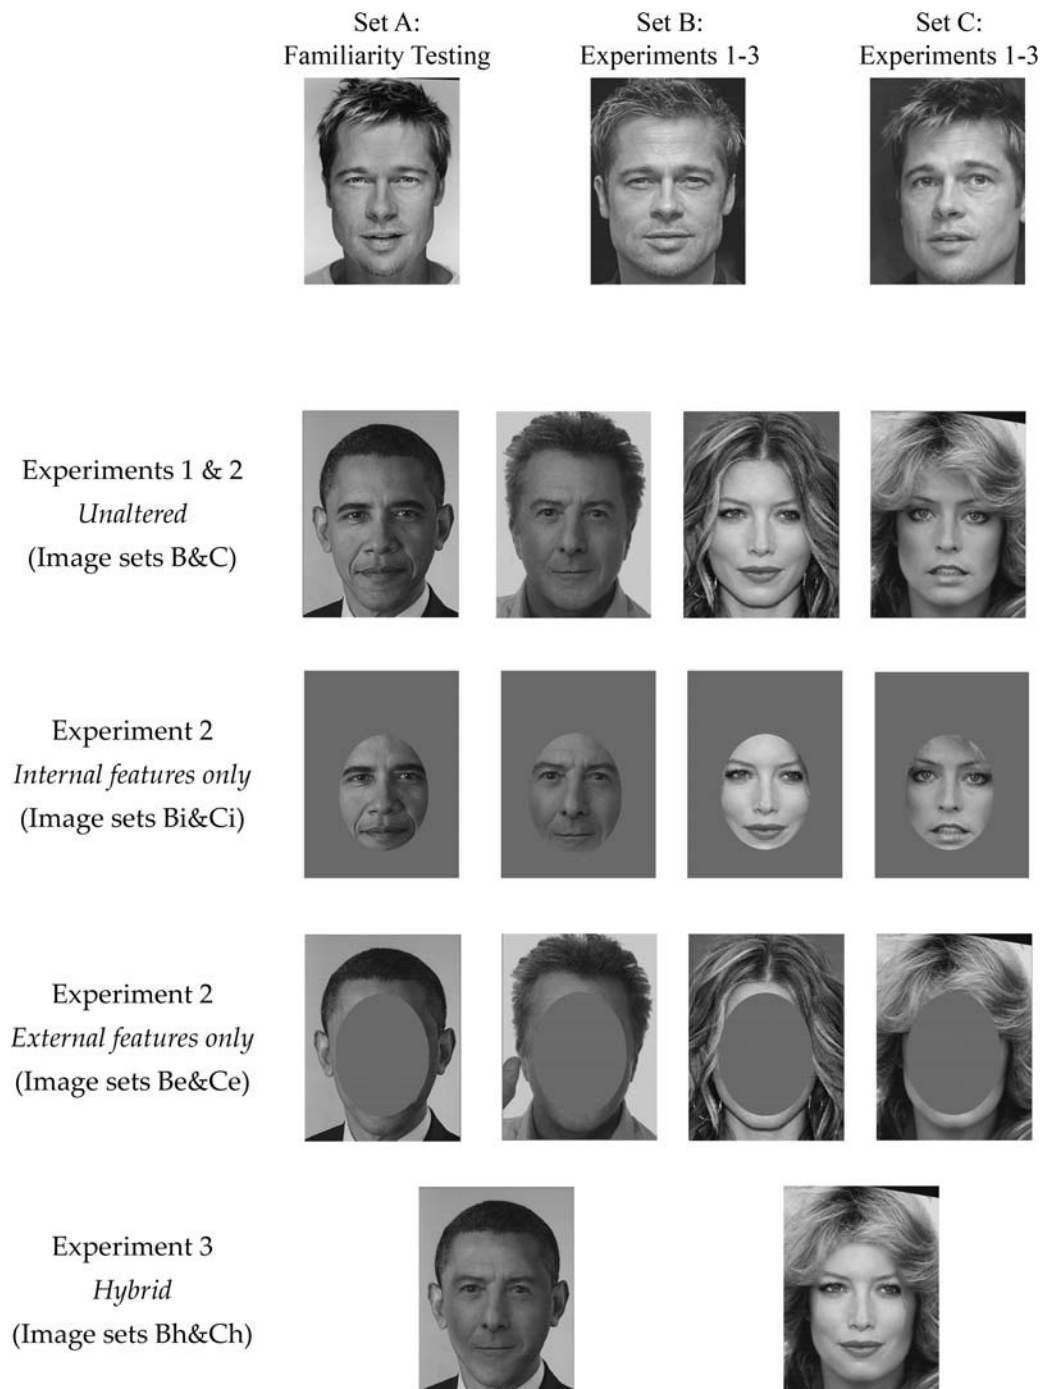 Set A:
Familiarity Testing
Set B:
Experiments 1-3
Set C:
Experiments 1-3
Experiments 1 & 2
Unaltered
(Image sets B&C)
Experiment 2
Internal features only
(Image sets Bi&Ci)
Experiment 2
External features only
(Image sets Be&Ce)
Experiment 3
Hybrid
(Image sets Bh&Ch)